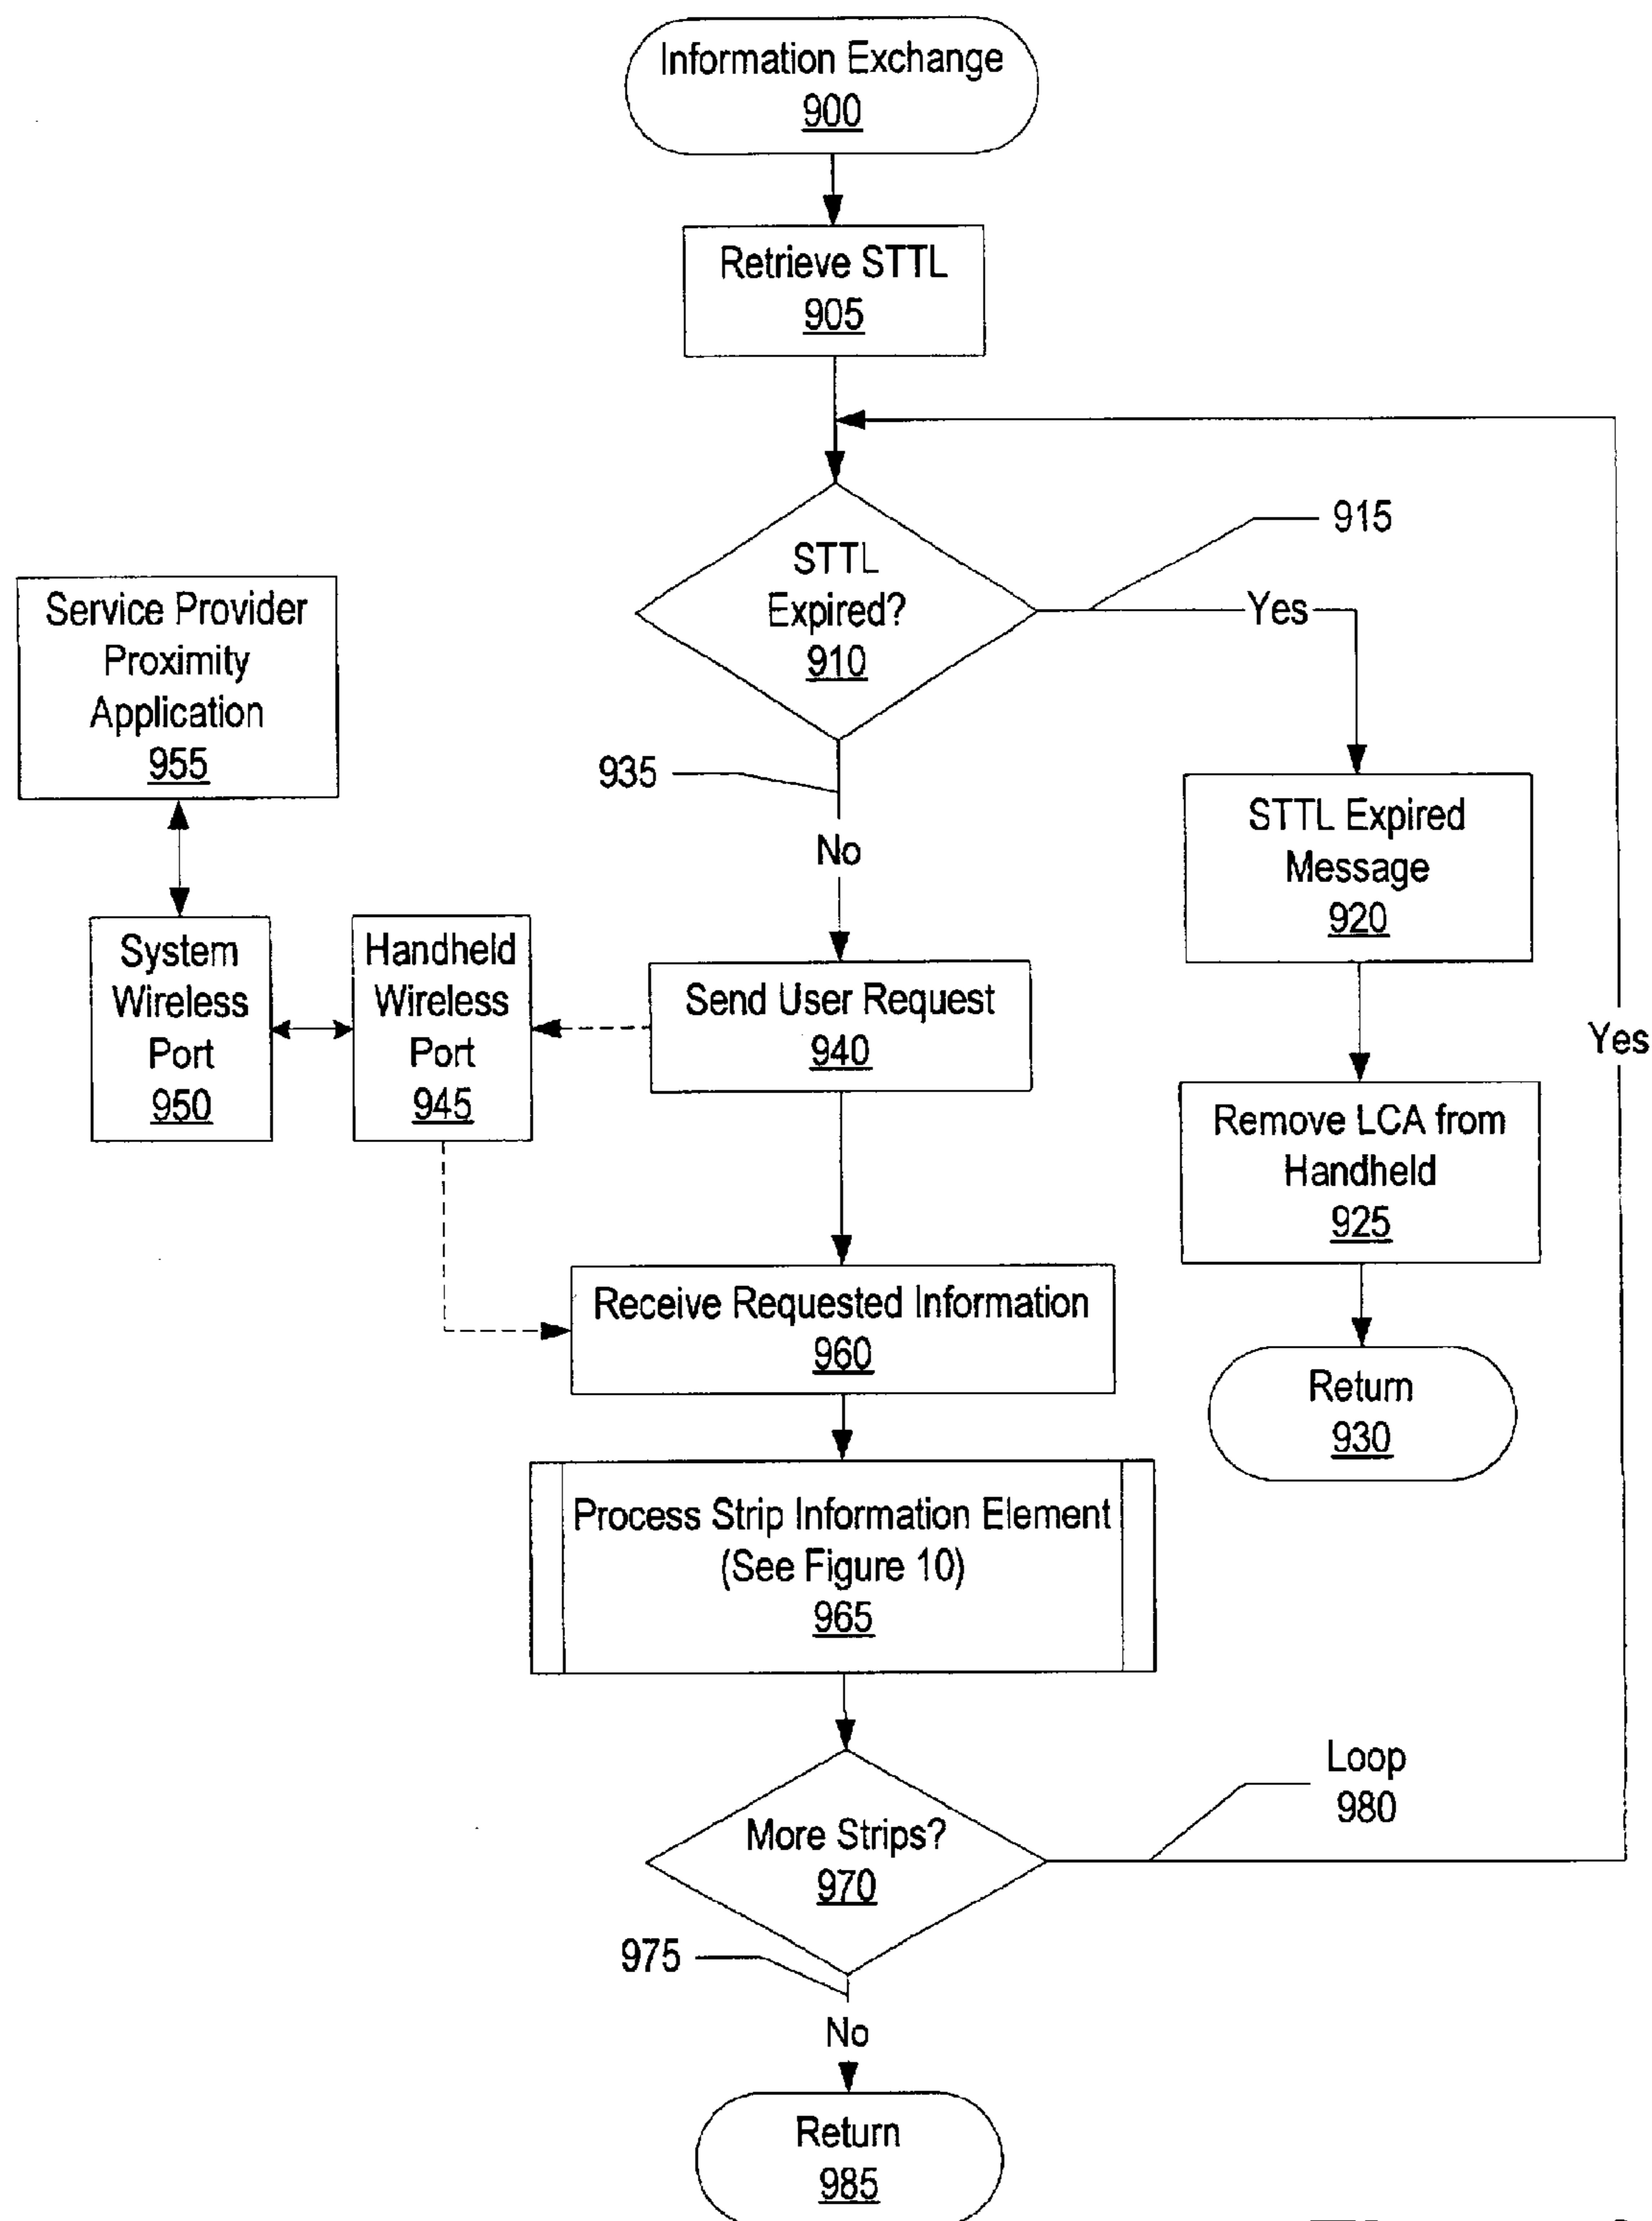 Information Exchange
900
Retrieve STTL
905
915
STTL
Expired?
910
Yes
Service Provider
Proximity
Application
955
935
No
STTL Expired
Message
920
System
Wireless
Port
950
Handheld
Wireless
Port
945
Send User Request
940
Yes
Remove LCA from
Handheld
925
Receive Requested Information
960
Return
930
Process Strip Information Element
(See Figure 10)
965
Loop
980
More Strips?
970
975
No
Return
985